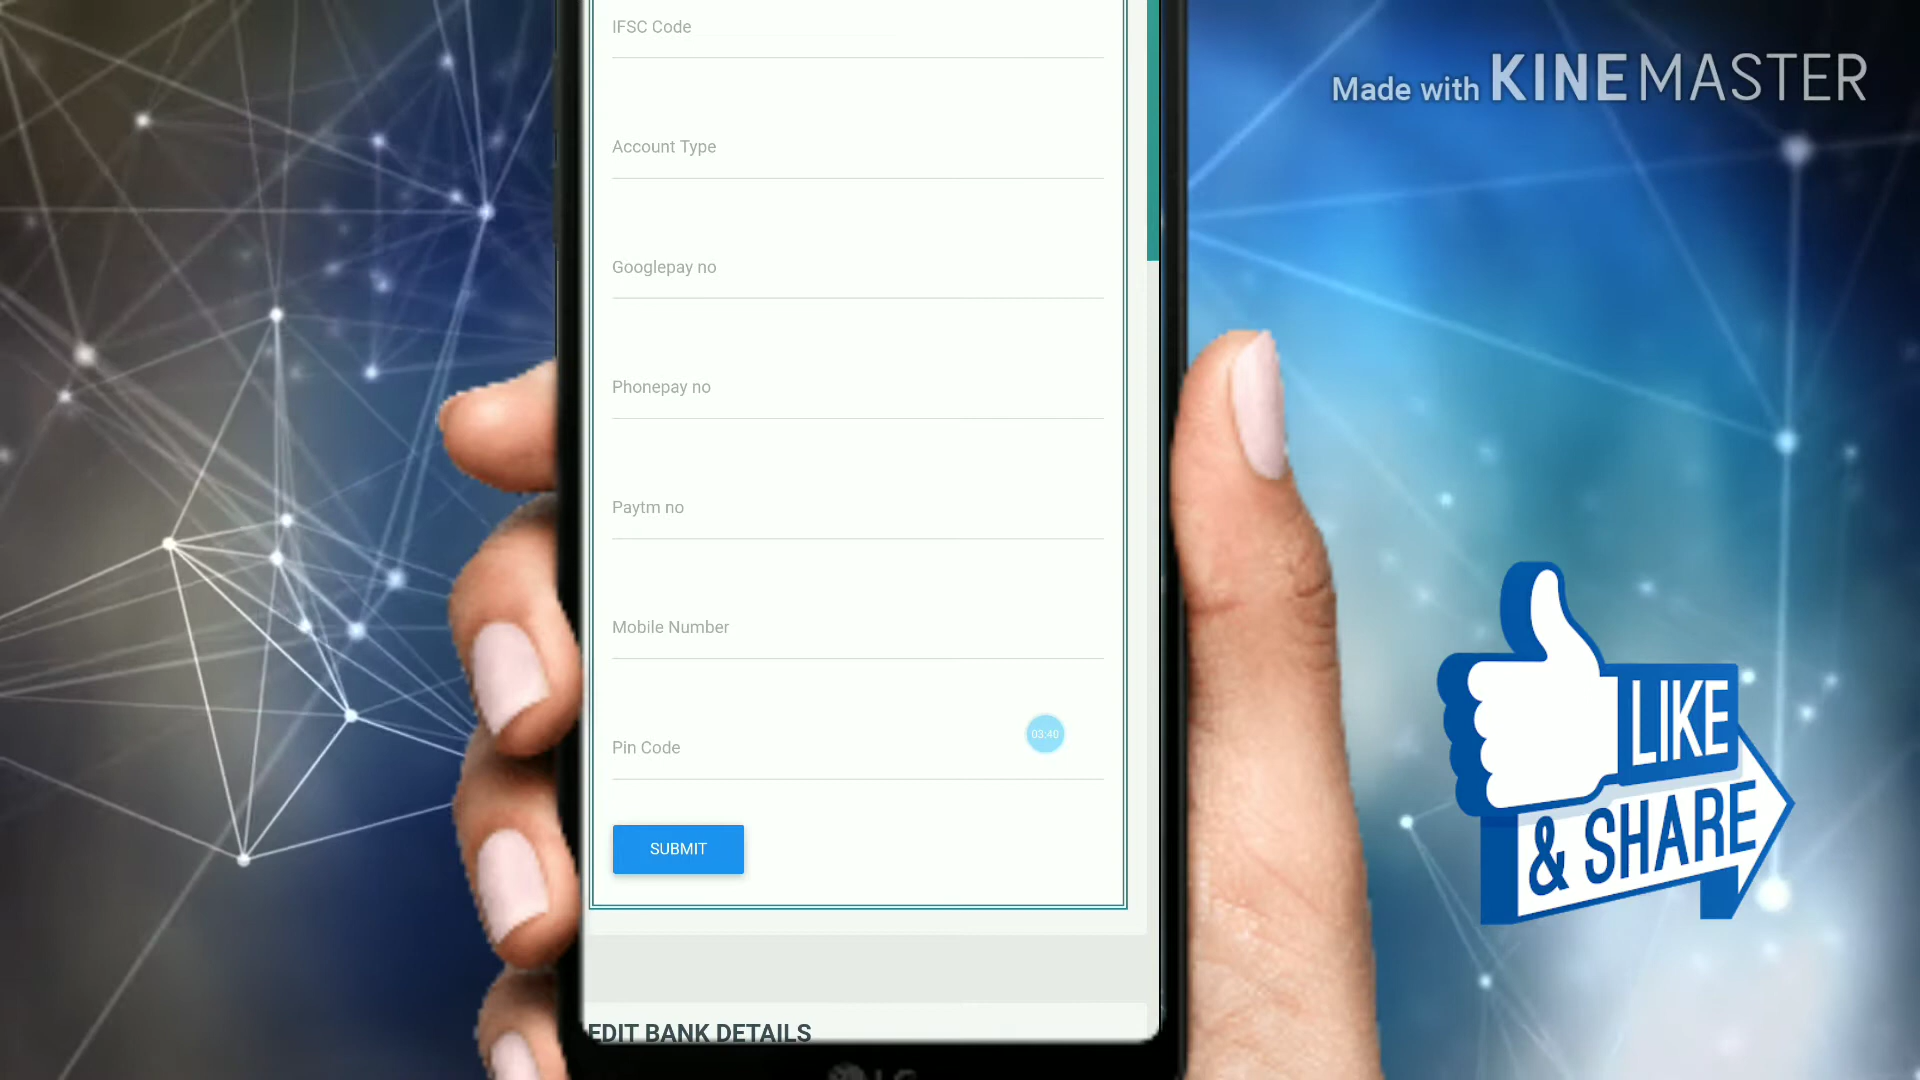 IFSC Code
Made with KINEMASTER
Account Type
Googlepay no
Phonepay no
Paytm no
Mobile Number
Pin Code
03:40
SUBMIT
LIKE
& SHARE
EDIT BANK DETAILS
LG